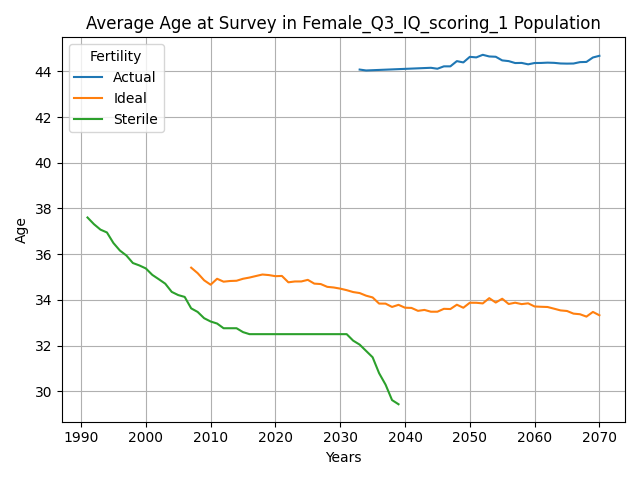 Average Age at Survey in Female_Q3_IQ_scoring_1 Population
Fertility
Actual
Ideal
Sterile
Age
44
42
40
38
36
34
32
30
1990 2000 2010 2020 2030 2040 2050 2060 2070
Years